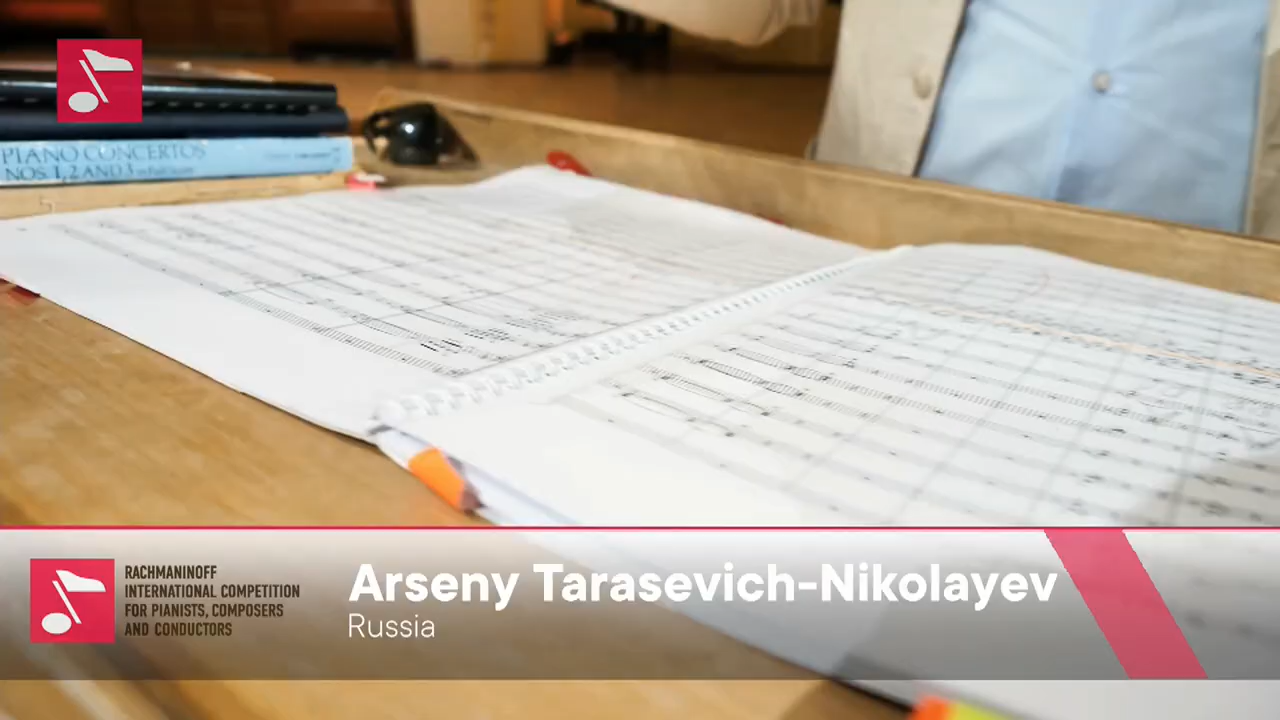 PIANO CONCERTOS
NOS. 1, 2 AND 3
RACHMANINOFF
INTERNATIONAL COMPETITION
FOR PIANISTS, COMPOSERS
AND CONDUCTORS
Arseny Tarasevich-Nikolayev
Russia